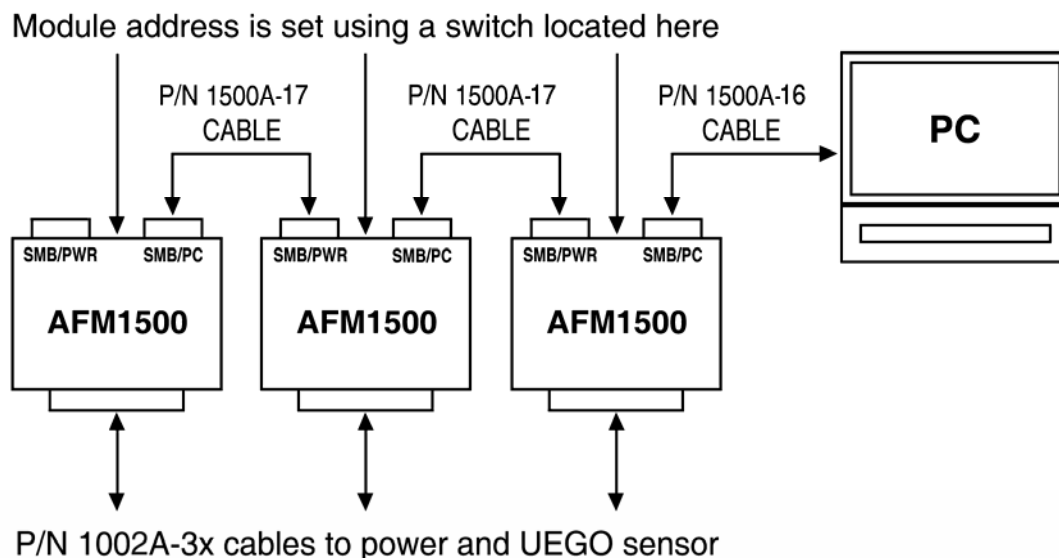 Module address is set using a switch located here
P/N 1500A-17
CABLE
P/N 1500A-17
CABLE
P/N 1500A-16
CABLE
PC
SMB/PWR
SMB/PC
AFM1500
SMB/PWR
SMB/PC
AFM1500
SMB/PWR
SMB/PC
AFM1500
P/N 1002A-3x cables to power and UEGO sensor